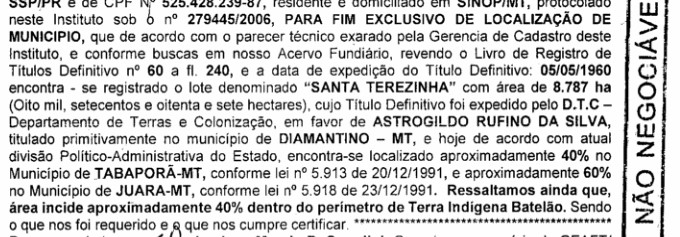 SSP/PR e de CPF Nº 525.428.239-87, residente e domiciliado em SINOP/MT, protocolado
neste Instituto sob o nº 279445/2006, PARA FIM EXCLUSIVO DE LOCALIZAÇÃO DE
MUNICIPIO, que de acordo com o parecer técnico exarado pela Gerencia de Cadastro deste
Instituto, e conforme buscas em nosso Acervo Fundiário, revendo o Livro de Registro de
Títulos Definitivo nº 60 a fl. 240, e a data de expedição do Título Definitivo: 05/05/1960
encontra - se registrado o lote denominado "SANTA TEREZINHA" com área de 8.787 ha
(Oito mil, setecentos e oitenta e sete hectares), cujo Título Definitivo foi expedido pelo D.T.C –
Departamento de Terras e Colonização, em favor de ASTROGILDO RUFINO DA SILVA,
titulado primitivamente no município de DIAMANTINO – MT, e hoje de acordo com atual
divisão Político-Administrativa do Estado, encontra-se localizado aproximadamente 40% no
Município de TABAPORÃ-MT, conforme lei nº 5.913 de 20/12/1991, e aproximadamente 60%
no Município de JUARA-MT, conforme lei nº 5.918 de 23/12/1991. Ressaltamos ainda que,
área incide aproximadamente 40% dentro do perímetro de Terra Indígena Batelão. Sendo
o que nos foi requerido e o que nos cumpre certificar. ****************************************
NÃO NEGOCIÁVE